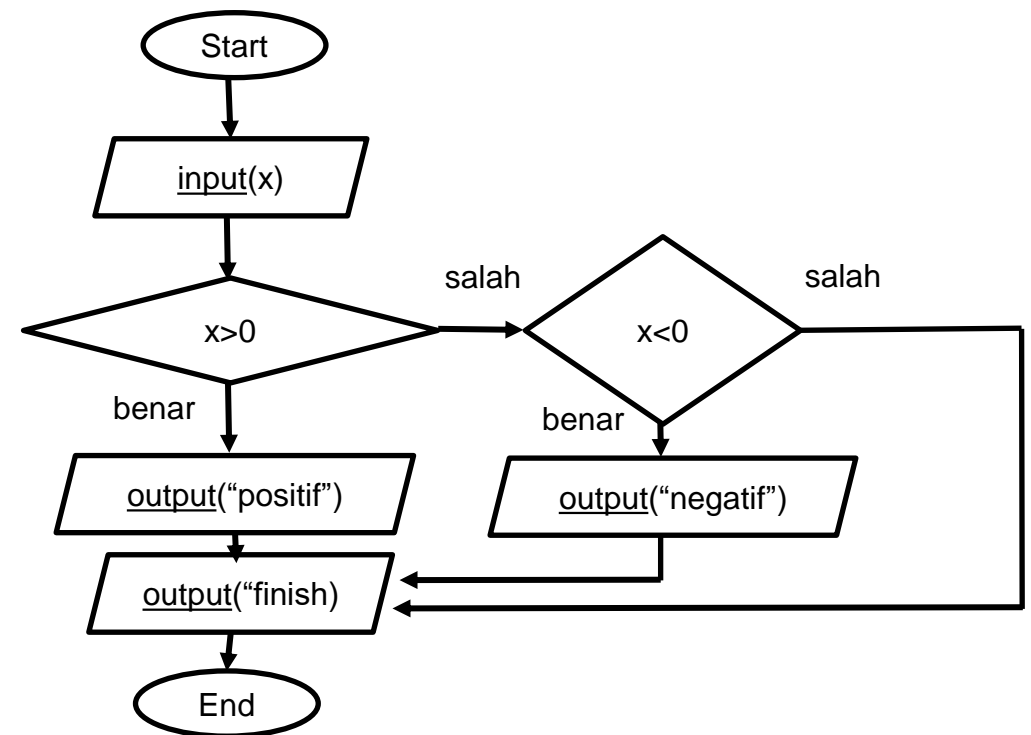 Start
input(x)
x>0
salah
x<0
salah
benar
benar
output(“positif”)
output(“negatif”)
output(“finish)
End